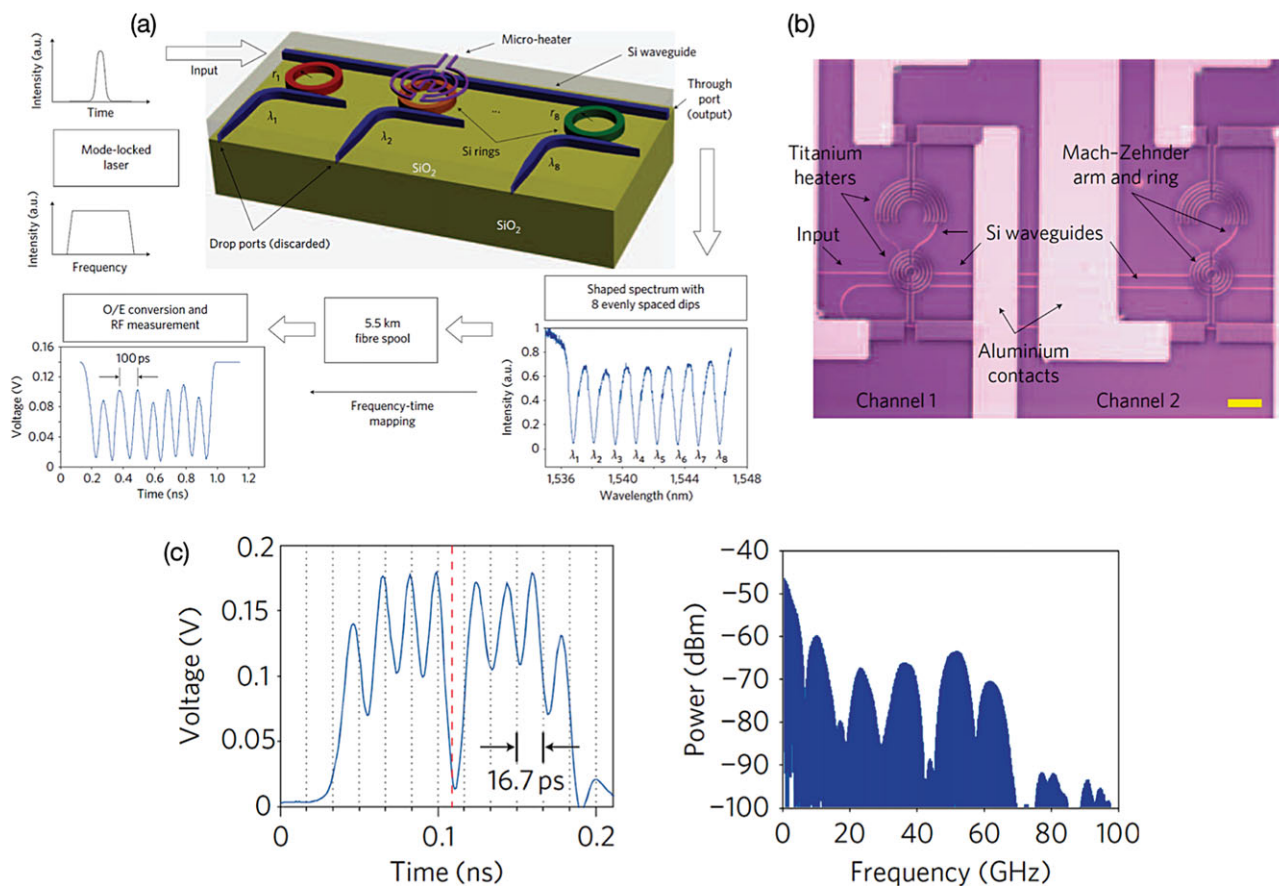 (a)
Intensity (a.u.)
Time
Input
Mode-locked
laser
Intensity (a.u.)
Frequency
Micro-heater
Si waveguide
Through
port
(output)
r1
λ1
λ2
...
r8
λ8
Si rings
SiO2
SiO2
Drop ports (discarded)
O/E conversion and
RF measurement
5.5 km
fibre spool
Shaped spectrum with
8 evenly spaced dips
Frequency-time
mapping
Voltage (V)
0.16
0.12
0.08
0.04
0
100 ps
0 0.2 0.4 0.6 0.8 1.0 1.2
Time (ns)
Intensity (a.u.)
1.0
0.8
0.6
0.4
0.2
0
λ1 λ2 λ3 λ4 λ5 λ6 λ7 λ8
1,536 1,540 1,544 1,548
Wavelength (nm)
(b)
Titanium
heaters
Mach–Zehnder
arm and ring
Input
Si waveguides
Aluminium
contacts
Channel 1
Channel 2
(c)
Voltage (V)
0.2
0.15
0.1
0.05
0
16.7 ps
0 0.1 0.2
Time (ns)
Power (dBm)
−40
−50
−60
−70
−80
−90
−100
0 20 40 60 80 100
Frequency (GHz)